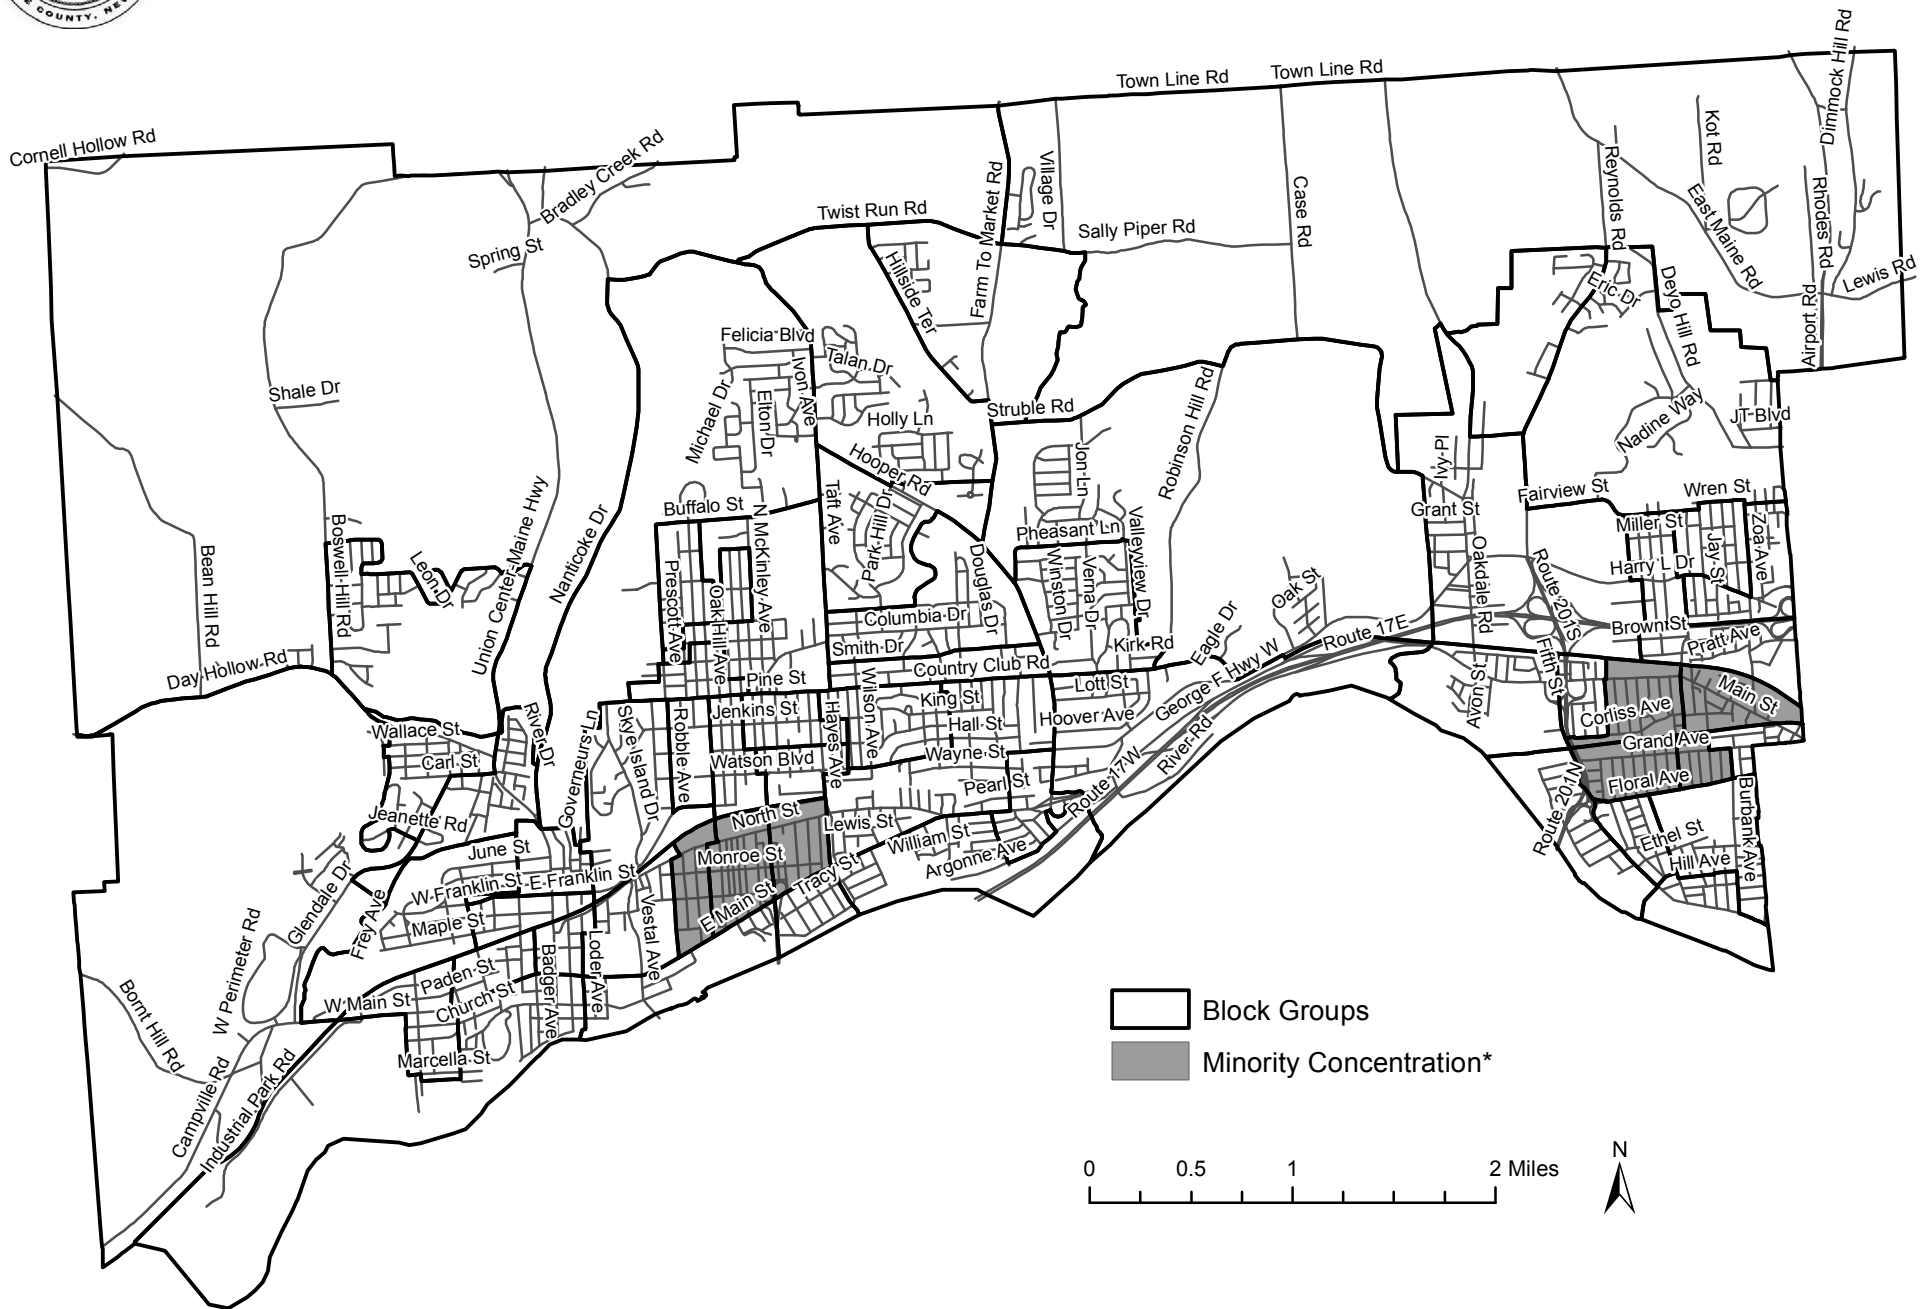 E COUNTY, NEW
Town Line Rd
Town Line Rd
Dimmock Hill Rd
Cornell Hollow Rd
Bradley Creek Rd
Kot Rd
Village Dr
Case Rd
Reynolds Rd
East Maine Rd
Rhodes Rd
Twist Run Rd
Farm To Market Rd
Sally Piper Rd
Spring St
Hillside Ter
Eric Dr
Deyo Hill Rd
Airport Rd
Lewis Rd
Felicia Blvd
Talan Dr
Ivon Ave
Shale Dr
Michael Dr
Elton Dr
Holly Ln
Struble Rd
Robinson Hill Rd
Nadine Way
JT Blvd
Hooper Rd
Jon Ln
Ivy Pl
Buffalo St
N McKinley Ave
Taft Ave
Park Hill Dr
Pheasant Ln
Valleyview Dr
Grant St
Fairview St
Wren St
Miller St
Zoa Ave
Jay St
Harry L Dr
Boswell Hill Rd
Leon Dr
Union Center-Maine Hwy
Nanticoke Dr
Bean Hill Rd
Prescott Ave
Oak Hill Ave
Douglas Dr
Winston Dr
Verna Dr
Oak St
Oakdale Rd
Route 201S
Columbia Dr
Smith Dr
Country Club Rd
Kirk Rd
Eagle Dr
Route 17E
Brown St
Pratt Ave
Day Hollow Rd
Pine St
Lott St
George F Hwy W
Fifth St
Avon St
Main St
Wallace St
River Dr
Governeurs Ln
Skye Island Dr
Robble Ave
Jenkins St
Hayes Ave
Wilson Ave
King St
Hall St
Hoover Ave
Corliss Ave
Grand Ave
Carl St
Watson Blvd
Wayne St
Pearl St
Route 17W
River Rd
Floral Ave
Route 201N
Burbank Ave
Jeanette Rd
North St
Lewis St
William St
Argonne Ave
Ethel St
Hill Ave
June St
Monroe St
Tracy St
E Main St
W Franklin St
E Franklin St
Glendale Dr
Frey Ave
Maple St
Vestal Ave
W Perimeter Rd
Loder Ave
Badger Ave
Paden St
Church St
W Main St
Bornt Hill Rd
Marcella St
Campville Rd
Industrial Park Rd
Block Groups
Minority Concentration*
0 0.5 1 2 Miles
N